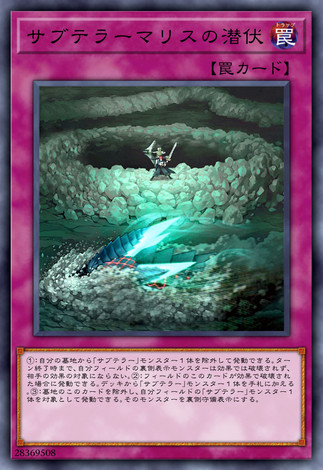 サブテラーマリスの潜伏
トラップ
罠
【罠カード】
①:自分の墓地から「サブテラー」モンスター１体を除外して発動できる。ター
ン終了時まで、自分フィールドの裏側表示モンスターは効果では破壊されず、
相手の効果の対象にならない。②:フィールドのこのカードが効果で破壊され
た場合に発動できる。デッキから「サブテラー」モンスター１体を手札に加える
。③:墓地のこのカードを除外し、自分フィールドの「サブテラー」モンスター１
体を対象として発動できる。そのモンスターを裏側守備表示にする。
28369508